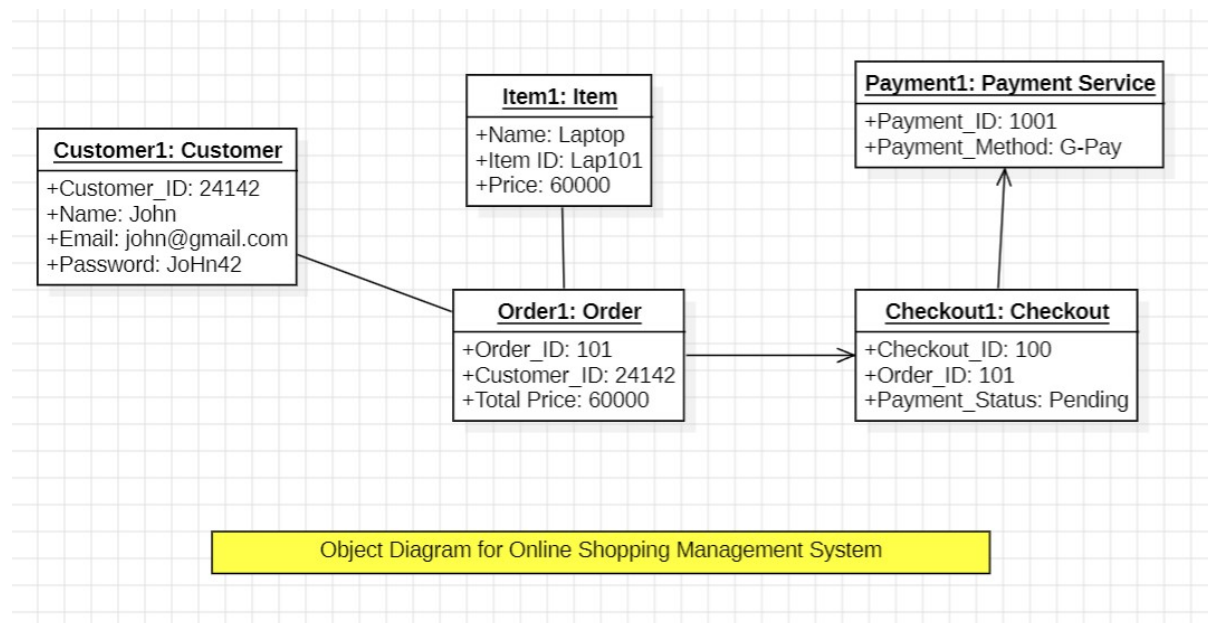 Customer1: Customer
+Customer_ID: 24142
+Name: John
+Email: john@gmail.com
+Password: JoHn42
Item1: Item
+Name: Laptop
+Item ID: Lap101
+Price: 60000
Payment1: Payment Service
+Payment_ID: 1001
+Payment_Method: G-Pay
Order1: Order
+Order_ID: 101
+Customer_ID: 24142
+Total Price: 60000
Checkout1: Checkout
+Checkout_ID: 100
+Order_ID: 101
+Payment_Status: Pending
Object Diagram for Online Shopping Management System